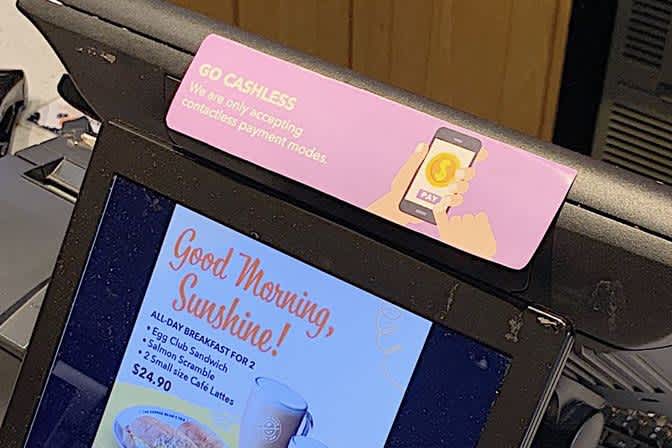 GO CASHLESS
We are only accepting
contactless payment modes.
$
PAY
Good Morning,
Sunshine!
ALL-DAY BREAKFAST FOR 2
• Egg Club Sandwich
• Salmon Scramble
• 2 Small size Café Lattes
$24.90